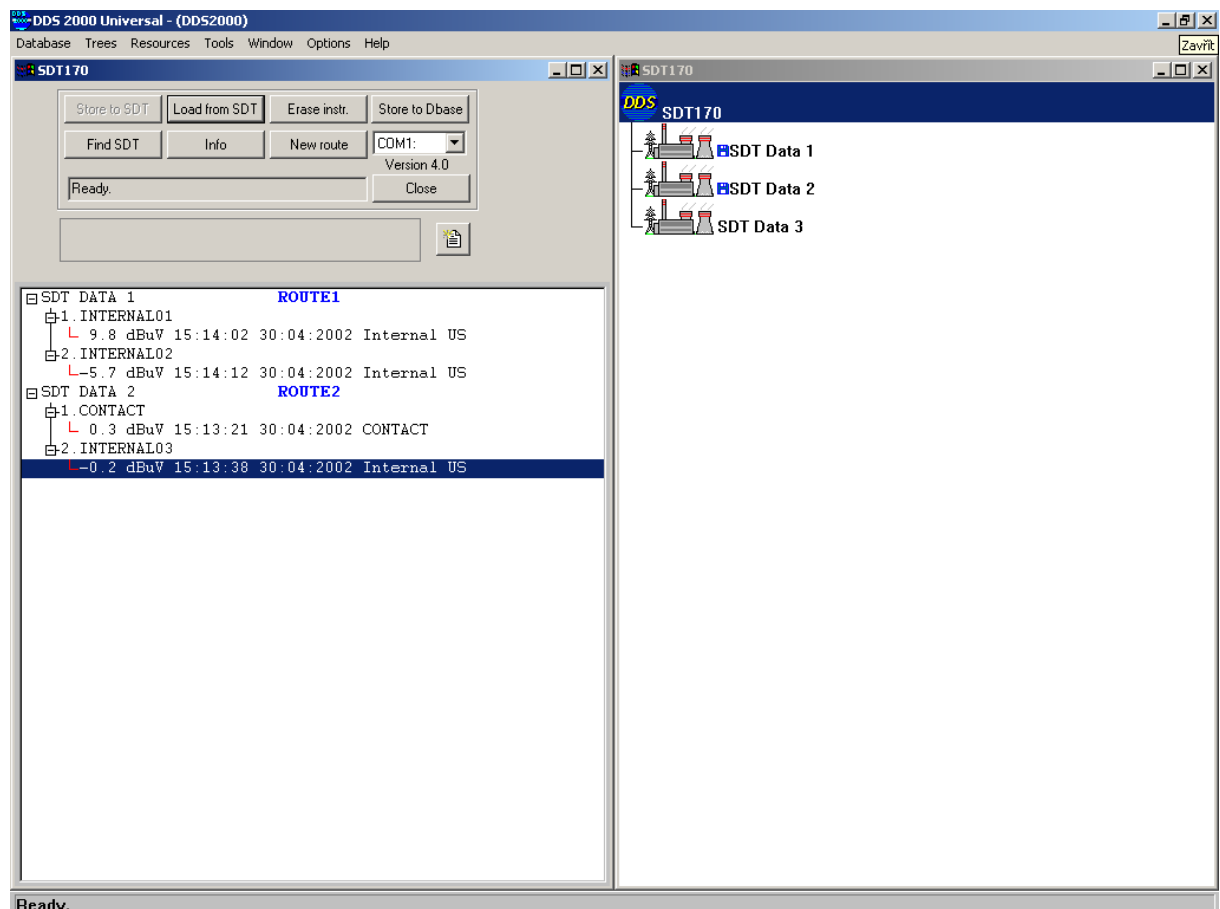 DDS 2000 Universal - (DDS2000)
Database Trees Resources Tools Window Options Help
Zavřít
SDT170
Store to SDT Load from SDT Erase instr. Store to Dbase
Find SDT Info New route COM1:
Version 4.0
Ready. Close
SDT DATA 1 ROUTE1
1.INTERNAL01
9.8 dBuV 15:14:02 30:04:2002 Internal US
2.INTERNAL02
-5.7 dBuV 15:14:12 30:04:2002 Internal US
SDT DATA 2 ROUTE2
1.CONTACT
0.3 dBuV 15:13:21 30:04:2002 CONTACT
2.INTERNAL03
-0.2 dBuV 15:13:38 30:04:2002 Internal US
SDT170
DDS SDT170
SDT Data 1
SDT Data 2
SDT Data 3
Ready.